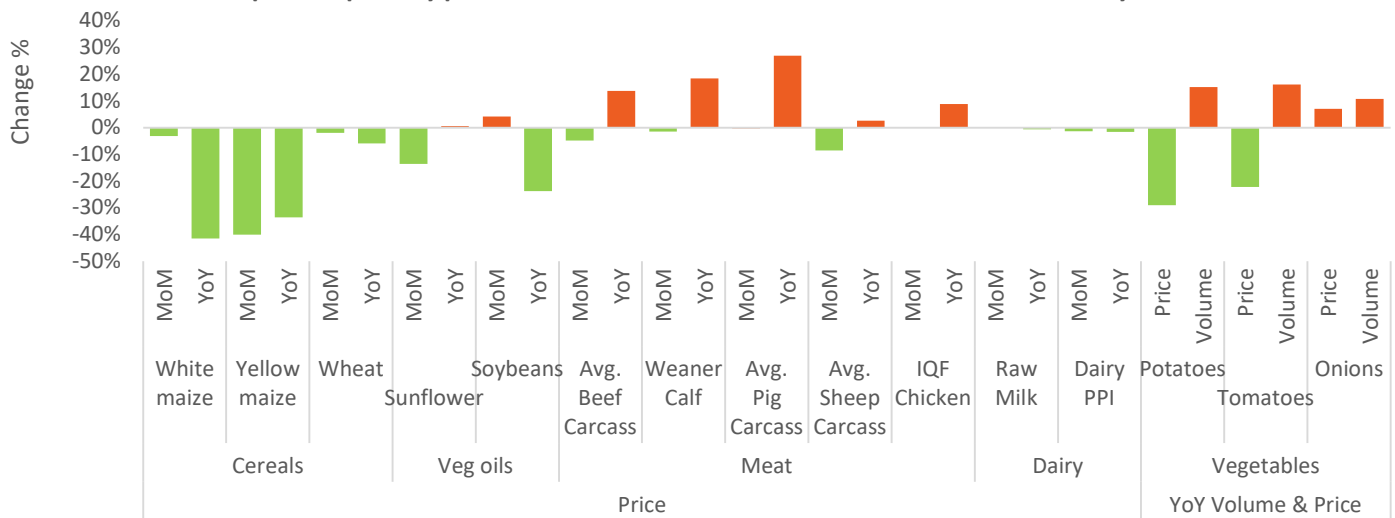 Change %
40%
30%
20%
10%
0%
-10%
-20%
-30%
-40%
-50%
MoM YoY MoM YoY MoM YoY MoM YoY MoM YoY MoM YoY MoM YoY MoM YoY MoM YoY MoM YoY MoM YoY MoM YoY Price Volume Price Volume Price Volume
White maize
Yellow maize
Wheat
Sunflower
Soybeans
Avg. Beef Carcass
Weaner Calf
Avg. Pig Carcass
Avg. Sheep Carcass
IQF Chicken
Raw Milk
Dairy PPI
Potatoes
Tomatoes
Onions
Cereals Veg oils Meat Dairy Vegetables
Price YoY Volume & Price